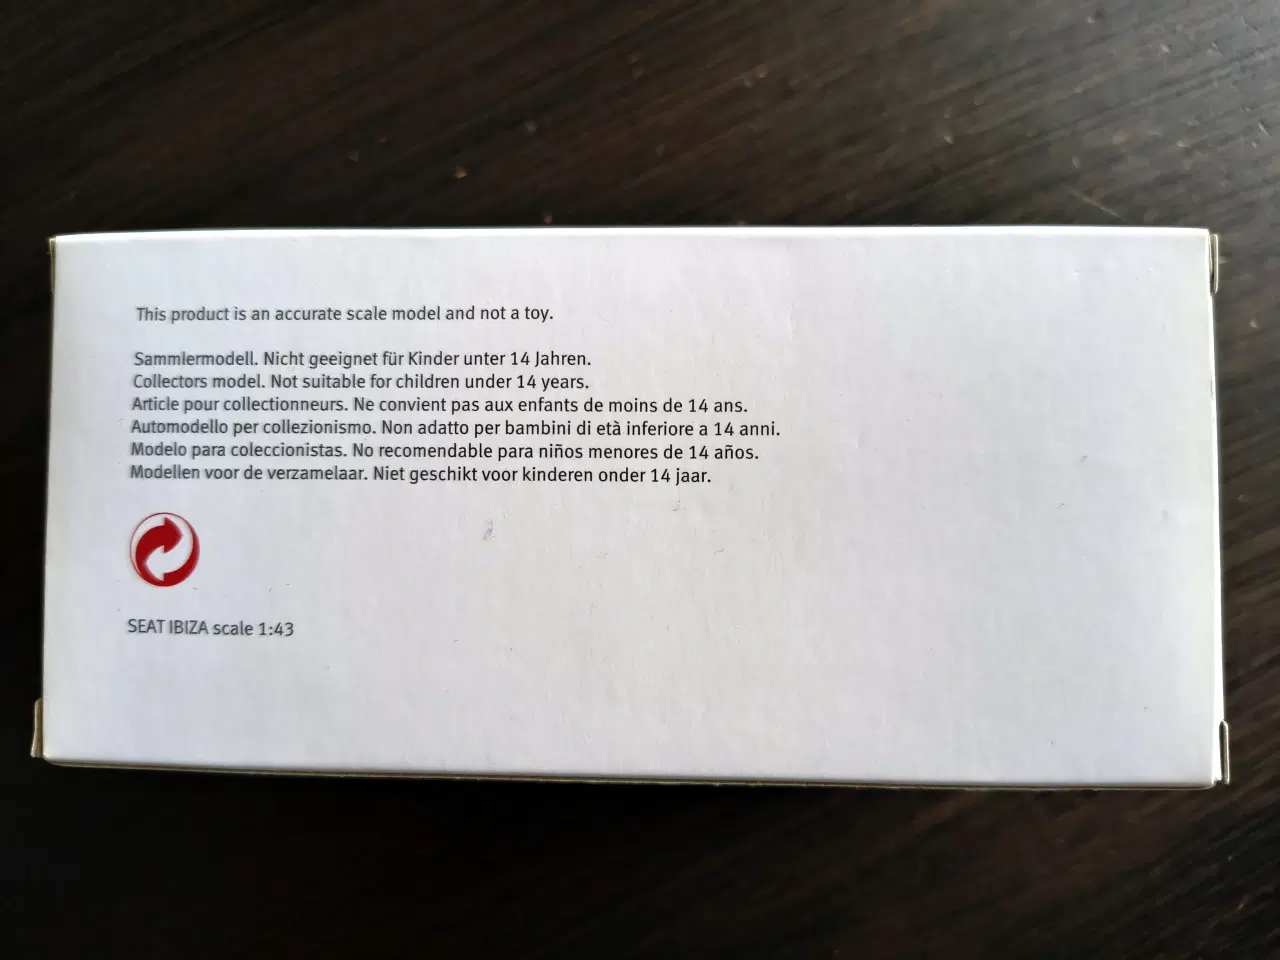 This product is an accurate scale model and not a toy.
Sammlermodell. Nicht geeignet für Kinder unter 14 Jahren.
Collectors model. Not suitable for children under 14 years.
Article pour collectionneurs. Ne convient pas aux enfants de moins de 14 ans.
Automodello per collezionismo. Non adatto per bambini di età inferiore a 14 anni.
Modelo para coleccionistas. No recomendable para niños menores de 14 años.
Modellen voor de verzamelaar. Niet geschikt voor kinderen onder 14 jaar.
SEAT IBIZA scale 1:43